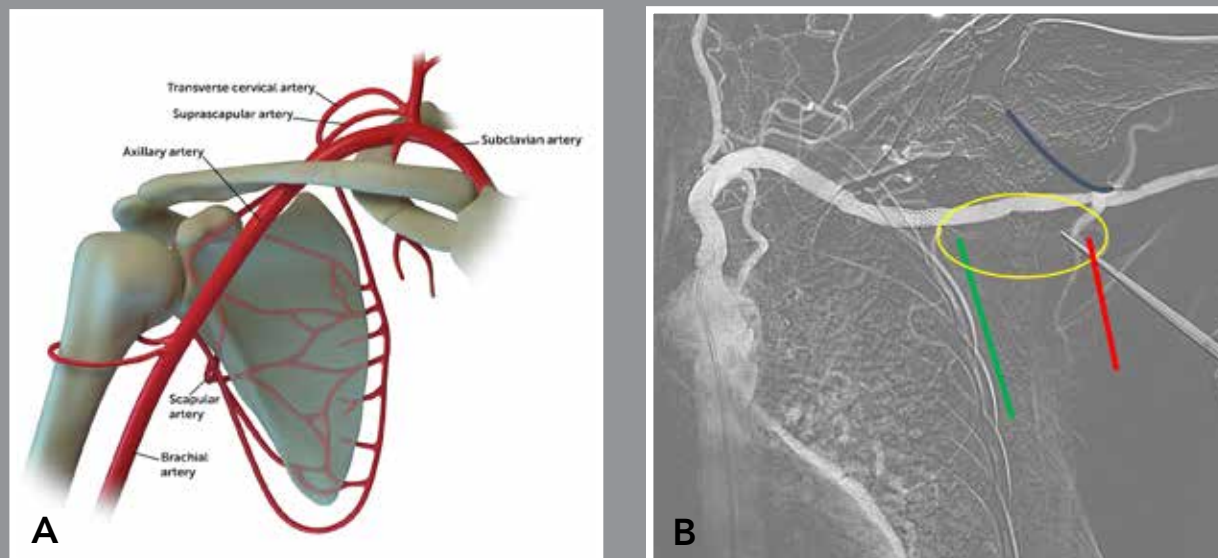 Transverse cervical artery
Suprascapular artery
Subclavian artery
Axillary artery
Scapular
artery
Brachial
artery
A
B